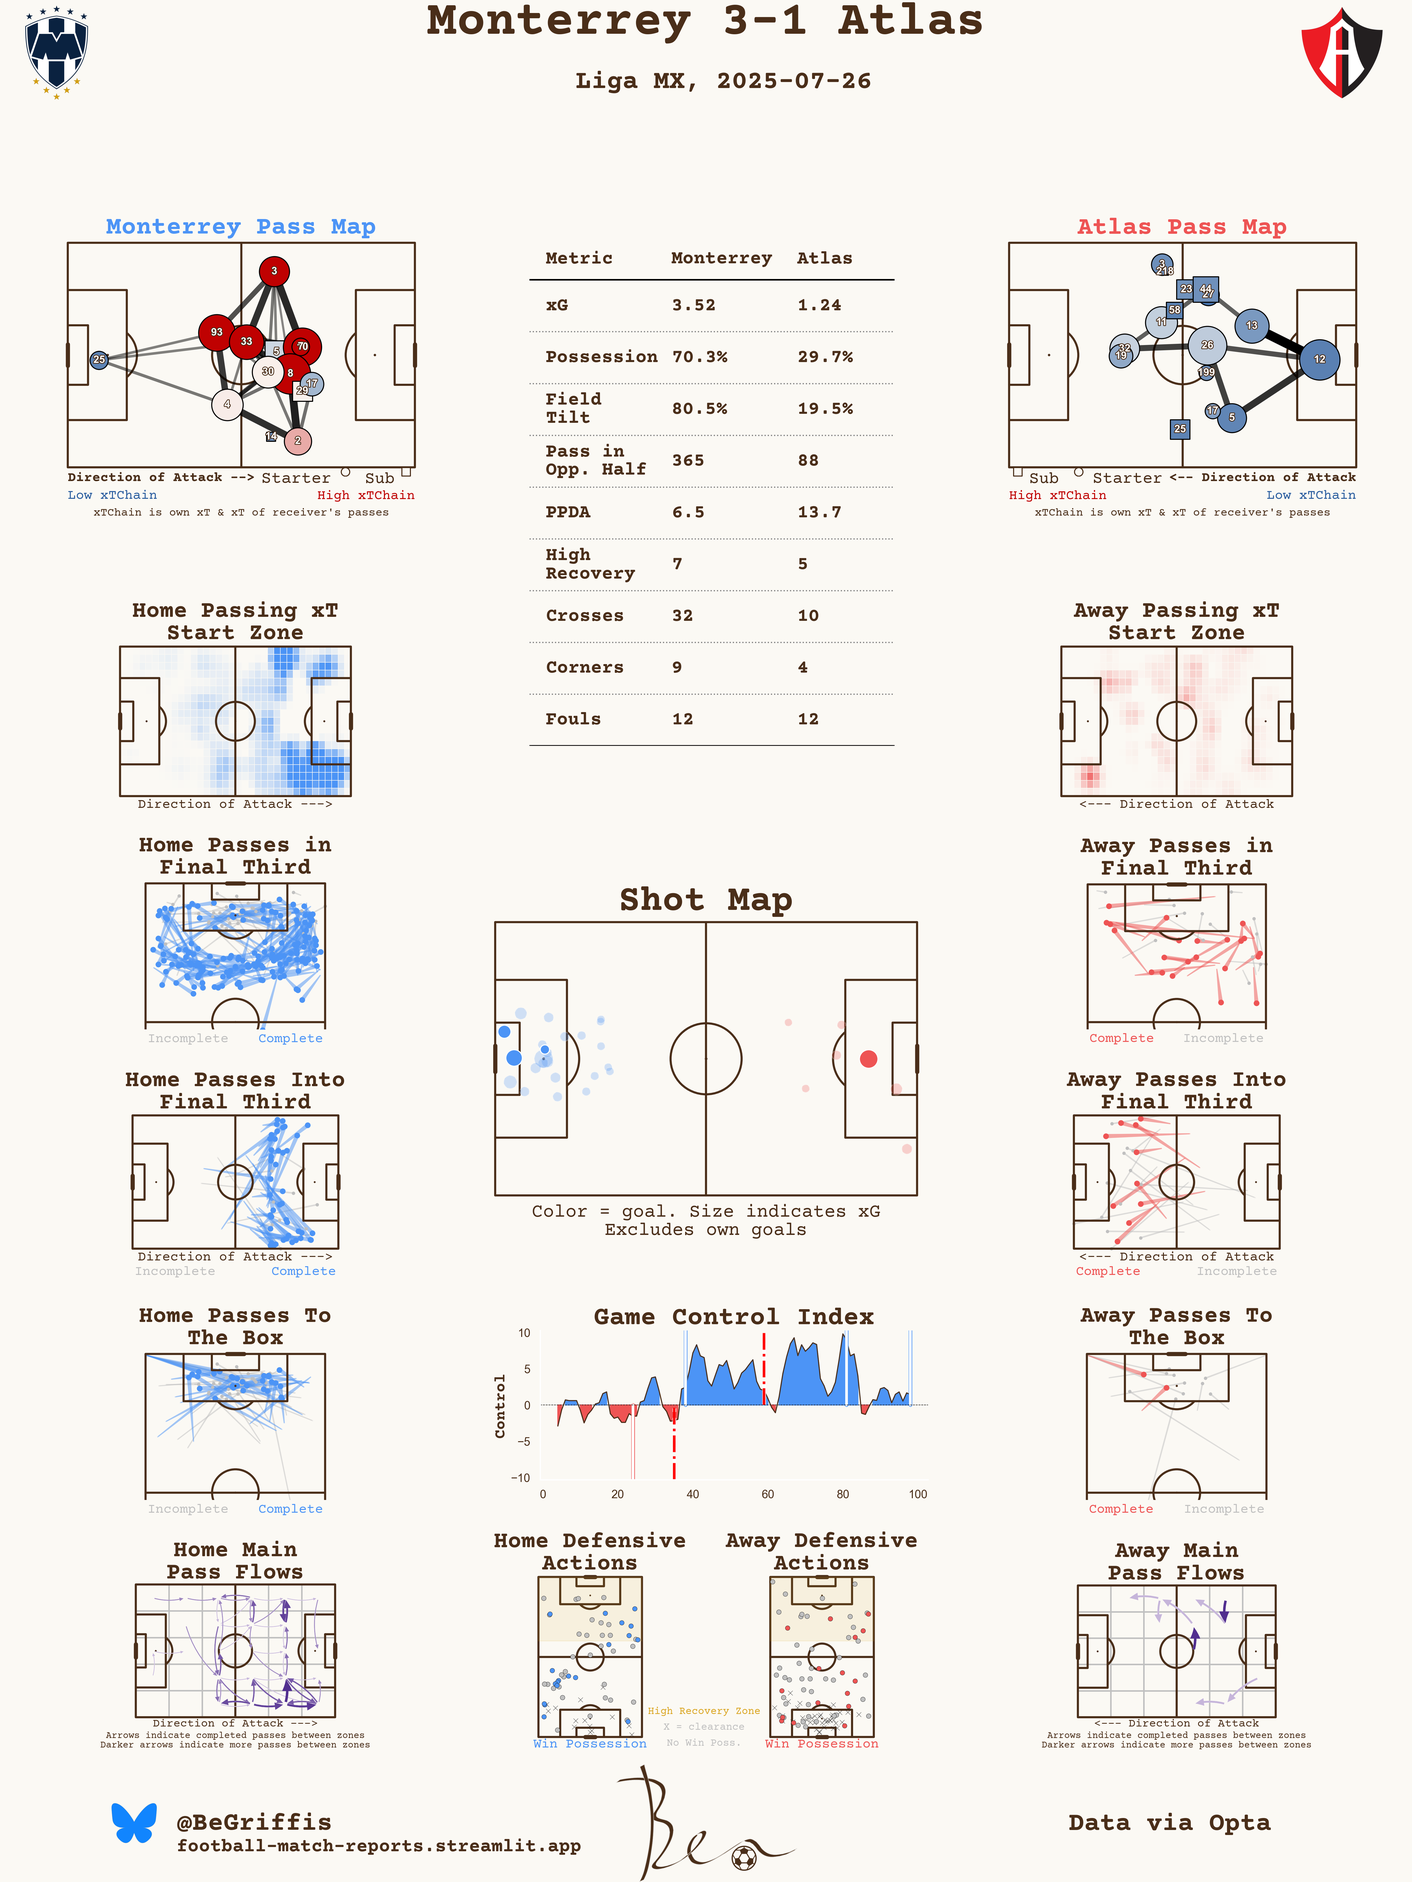 Monterrey 3-1 Atlas
Liga MX, 2025-07-26
Monterrey Pass Map
3
93
33
70
5
25
30
8
17
29
4
14
2
Direction of Attack --> Starter Sub
Low xTChain High xTChain
xTChain is own xT & xT of receiver's passes
Metric Monterrey Atlas
xG 3.52 1.24
Possession 70.3% 29.7%
Field
Tilt 80.5% 19.5%
Pass in
Opp. Half 365 88
PPDA 6.5 13.7
High
Recovery 7 5
Crosses 32 10
Corners 9 4
Fouls 12 12
Atlas Pass Map
3
218
23
44
27
58
11
13
32
26
19
12
199
17
5
25
Sub Starter <-- Direction of Attack
High xTChain Low xTChain
xTChain is own xT & xT of receiver's passes
Home Passing xT
Start Zone
Direction of Attack --->
Away Passing xT
Start Zone
<--- Direction of Attack
Home Passes in
Final Third
Incomplete Complete
Away Passes in
Final Third
Complete Incomplete
Shot Map
Color = goal. Size indicates xG
Excludes own goals
Home Passes Into
Final Third
Direction of Attack --->
Incomplete Complete
Away Passes Into
Final Third
<--- Direction of Attack
Complete Incomplete
Home Passes To
The Box
Incomplete Complete
Game Control Index
Control
10
5
0
−5
−10
0 20 40 60 80 100
Away Passes To
The Box
Complete Incomplete
Home Main
Pass Flows
Direction of Attack --->
Arrows indicate completed passes between zones
Darker arrows indicate more passes between zones
Home Defensive
Actions
Win Possession
High Recovery Zone
X = clearance
No Win Poss.
Away Defensive
Actions
Win Possession
Away Main
Pass Flows
<--- Direction of Attack
Arrows indicate completed passes between zones
Darker arrows indicate more passes between zones
@BeGriffis
football-match-reports.streamlit.app
Ben
Data via Opta